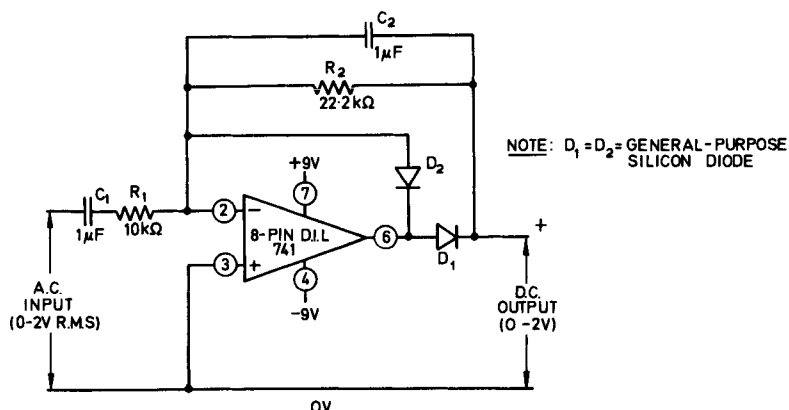 C₂
1μF
R₂
22·2kΩ
NOTE: D₁ = D₂ = GENERAL-PURPOSE
SILICON DIODE
D₂
+9V
C₁
R₁
1μF
10kΩ
2
−
7
8-PIN D.I.L
741
6
D₁
+
3
+
4
−9V
A.C.
INPUT
(0-2V R.M.S)
D.C.
OUTPUT
(0 -2V)
0V